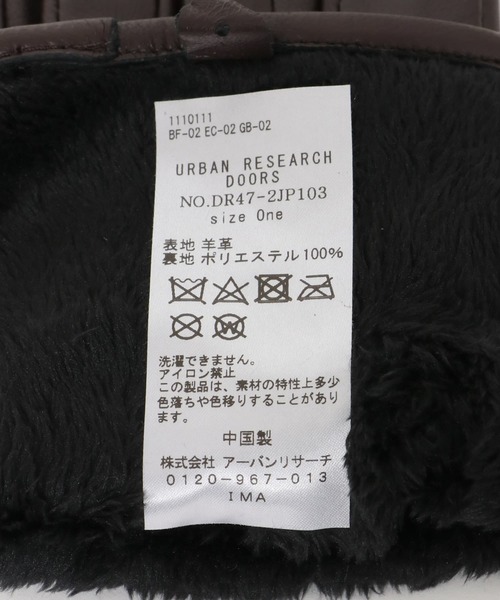 1110111
BF-02 EC-02 GB-02
URBAN RESEARCH
DOORS
NO.DR47-2JP103
size One
表地 羊革
裏地 ポリエステル100%
洗濯できません。
アイロン禁止
この製品は、素材の特性上多少
色落ちや色移りすることがあり
ます。
中国製
株式会社 アーバンリサーチ
0120-967-013
IMA